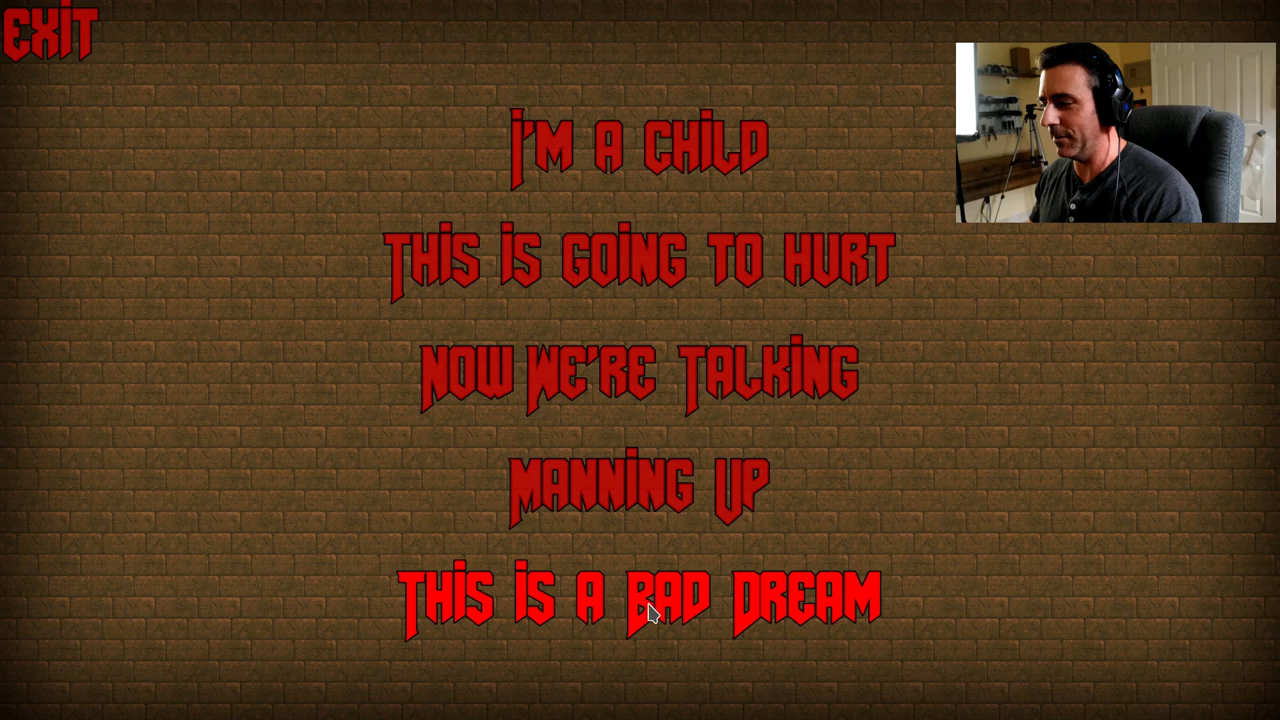 EXIT
I'M A CHILD
THIS IS GOING TO HURT
NOW WE'RE TALKING
MANNING UP
THIS IS A BAD DREAM